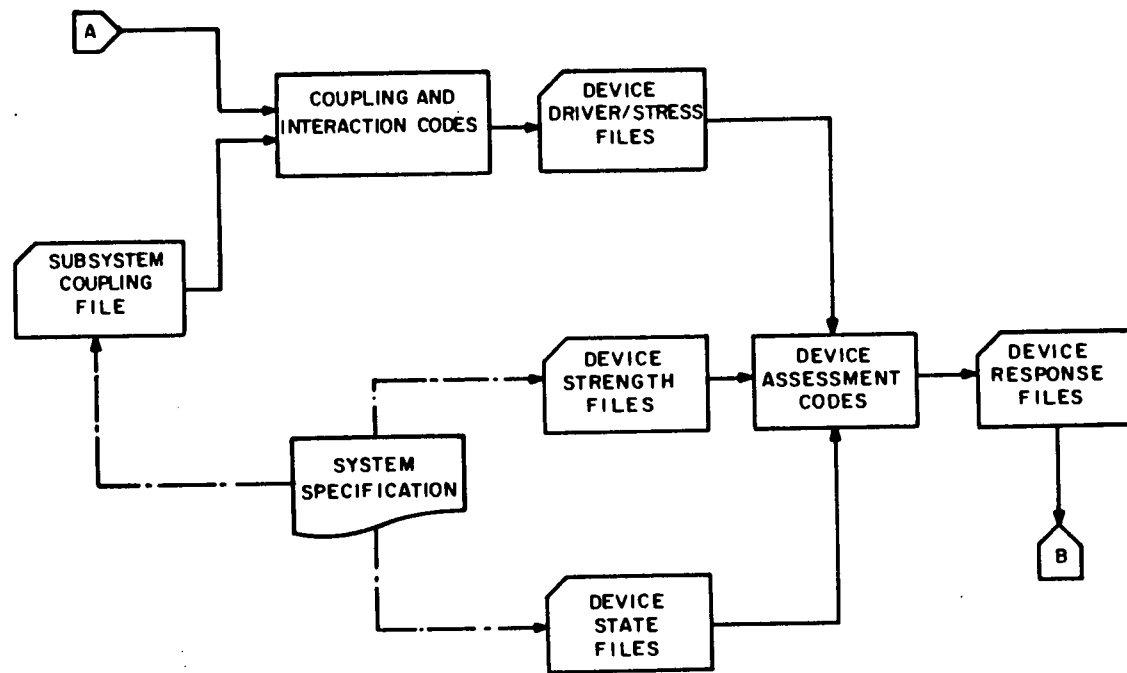 A
COUPLING AND
INTERACTION CODES
DEVICE
DRIVER/STRESS
FILES
SUBSYSTEM
COUPLING
FILE
DEVICE
STRENGTH
FILES
DEVICE
ASSESSMENT
CODES
DEVICE
RESPONSE
FILES
SYSTEM
SPECIFICATION
B
DEVICE
STATE
FILES